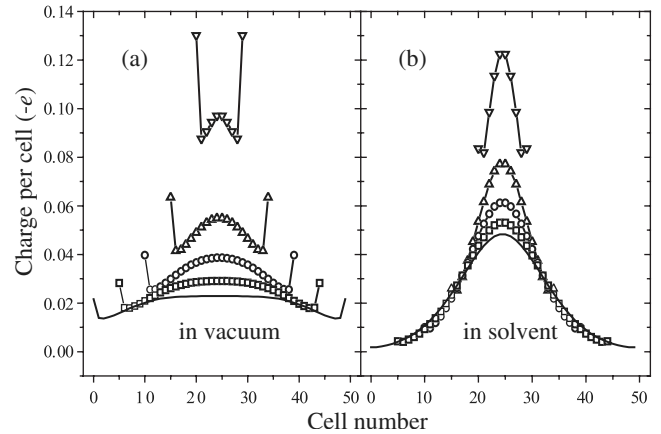 0.14
0.12
0.10
0.08
0.06
0.04
0.02
0.00
Charge per cell (-e)
(a)
(b)
in vacuum
in solvent
0 10 20 30 40 50 0 10 20 30 40 50
Cell number